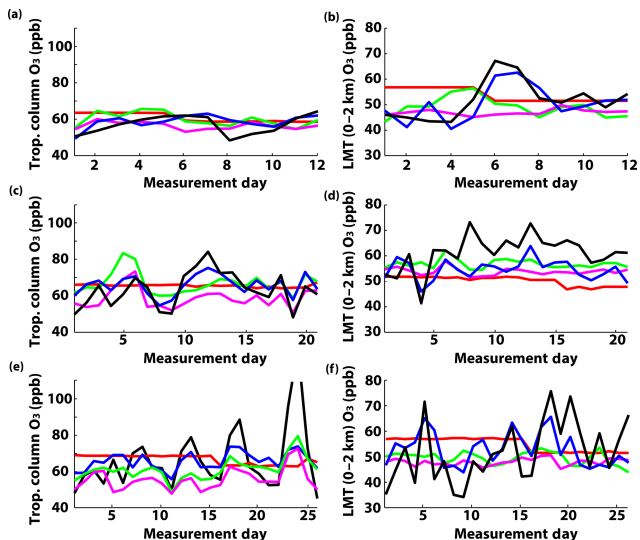 (a)
Trop. column O₃ (ppb)
100
80
60
40
2 4 6 8 10 12
Measurement day
(b)
LMT (0−2 km) O₃ (ppb)
80
70
60
50
40
30
2 4 6 8 10 12
Measurement day
(c)
Trop. column O₃ (ppb)
100
80
60
40
5 10 15 20
Measurement day
(d)
LMT (0−2 km) O₃ (ppb)
80
70
60
50
40
30
5 10 15 20
Measurement day
(e)
Trop. column O₃ (ppb)
100
80
60
40
5 10 15 20 25
Measurement day
(f)
LMT (0−2 km) O₃ (ppb)
80
70
60
50
40
30
5 10 15 20 25
Measurement day